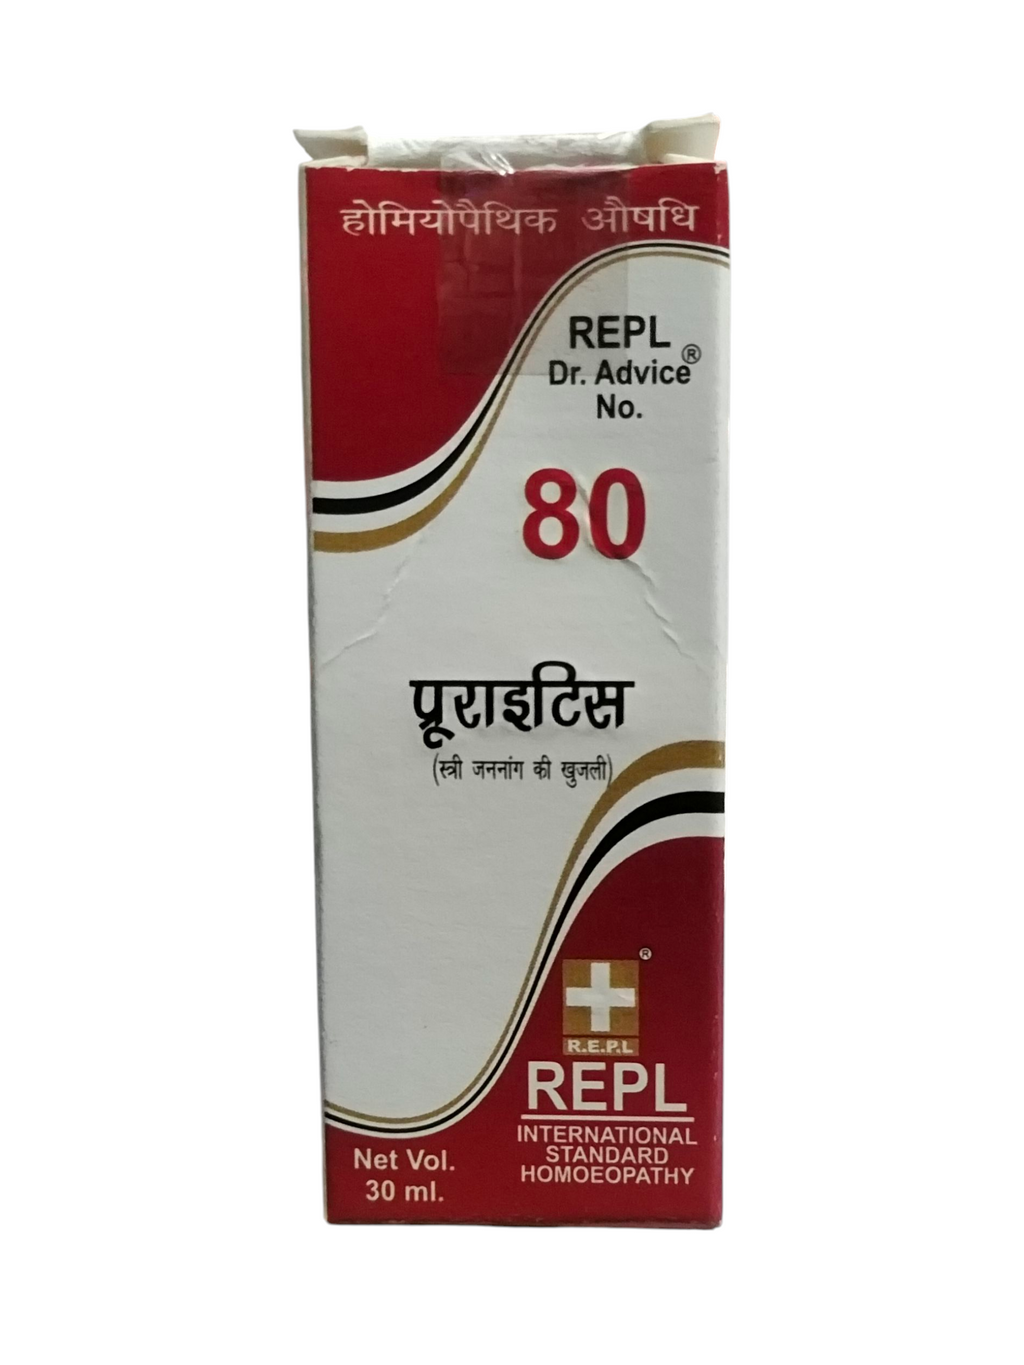 होमियोपैथिक औषधि
REPL
Dr. Advice®
No.
80
प्रूराइटिस
(स्त्री जननांग की खुजली)
®
R.E.P.L
REPL
INTERNATIONAL
STANDARD
HOMOEOPATHY
Net Vol.
30 ml.